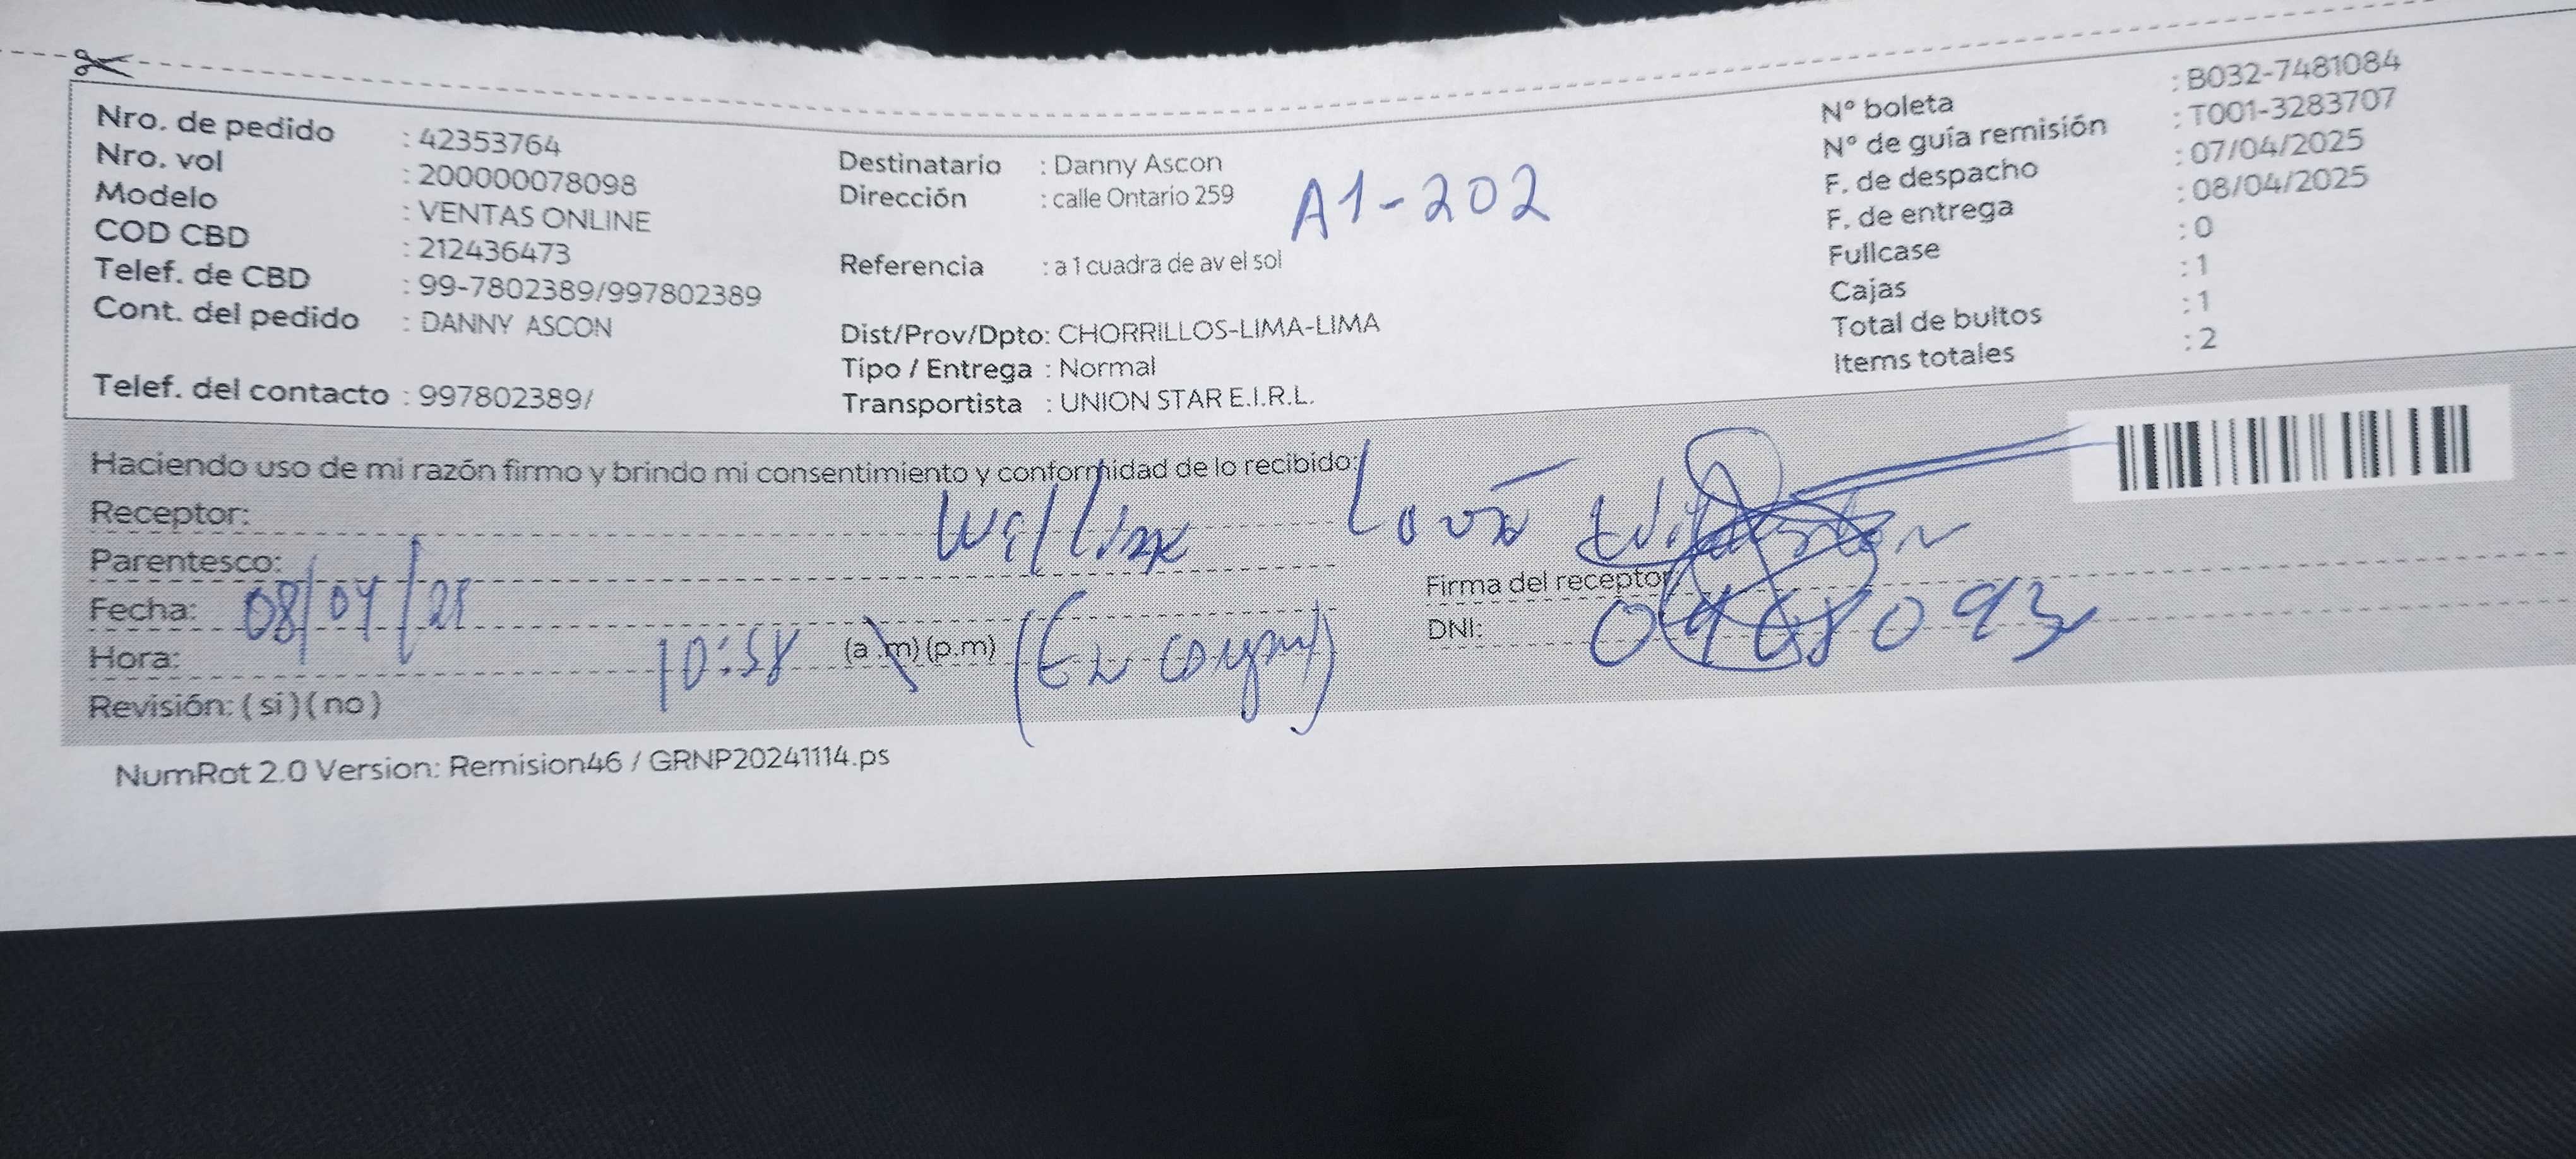 Nro. de pedido : 42353764
Nro. vol : 200000078098
Modelo : VENTAS ONLINE
COD CBD : 212436473
Telef. de CBD : 99-7802389/997802389
Cont. del pedido : DANNY ASCON
Telef. del contacto : 997802389/
Destinatario : Danny Ascon
Dirección : calle Ontario 259
A1-202
Referencia : a 1 cuadra de av el sol
Dist/Prov/Dpto: CHORRILLOS-LIMA-LIMA
Tipo / Entrega : Normal
Transportista : UNION STAR E.I.R.L.
N° boleta : B032-7481084
N° de guía remisión : T001-3283707
F. de despacho : 07/04/2025
F. de entrega : 08/04/2025
Fullcase : 0
Cajas : 1
Total de bultos : 1
Items totales : 2
Haciendo uso de mi razón firmo y brindo mi consentimiento y conformidad de lo recibido:
Receptor:
Parentesco:
Fecha: 08/04/25
Hora: 10:58 (a.m)(p.m)
Revisión: ( si )( no )
Firma del receptor:
DNI:
NumRot 2.0 Version: Remision46 / GRNP20241114.ps